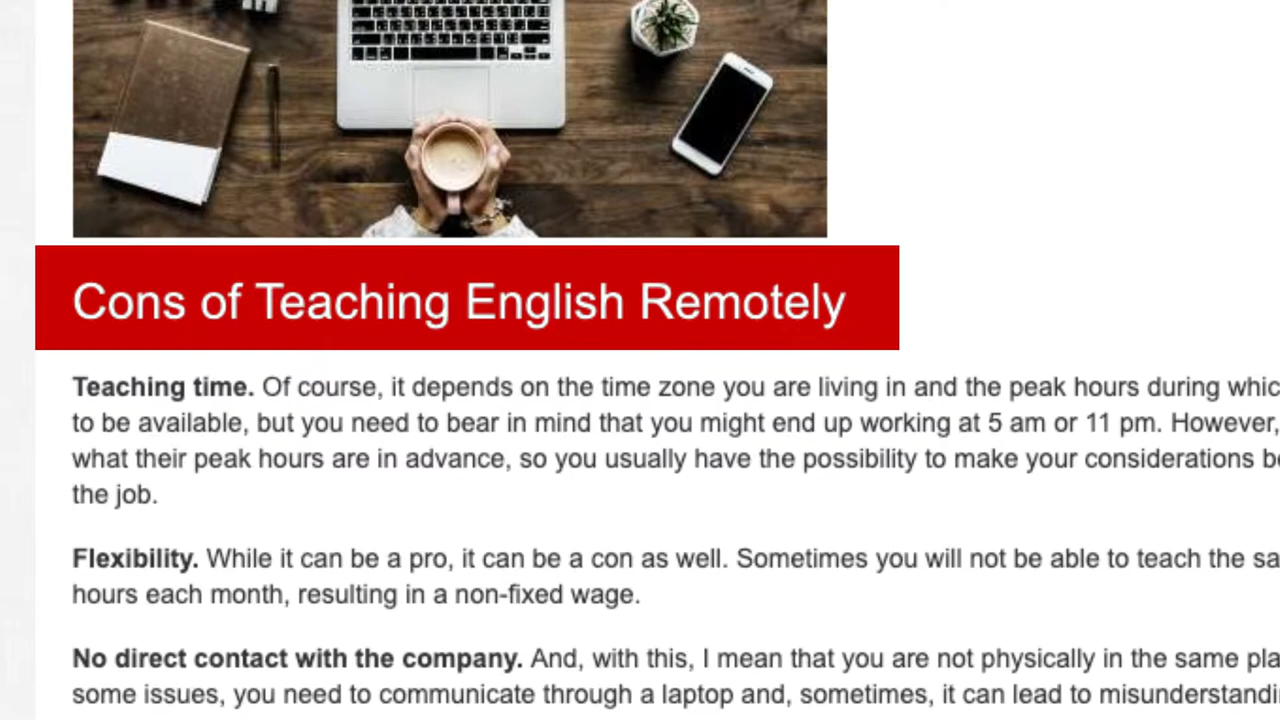 Cons of Teaching English Remotely
Teaching time. Of course, it depends on the time zone you are living in and the peak hours during
to be available, but you need to bear in mind that you might end up working at 5 am or 11 pm. However,
what their peak hours are in advance, so you usually have the possibility to make your considerations
the job.
Flexibility. While it can be a pro, it can be a con as well. Sometimes you will not be able to teach the
hours each month, resulting in a non-fixed wage.
No direct contact with the company. And, with this, I mean that you are not physically in the same
some issues, you need to communicate through a laptop and, sometimes, it can lead to